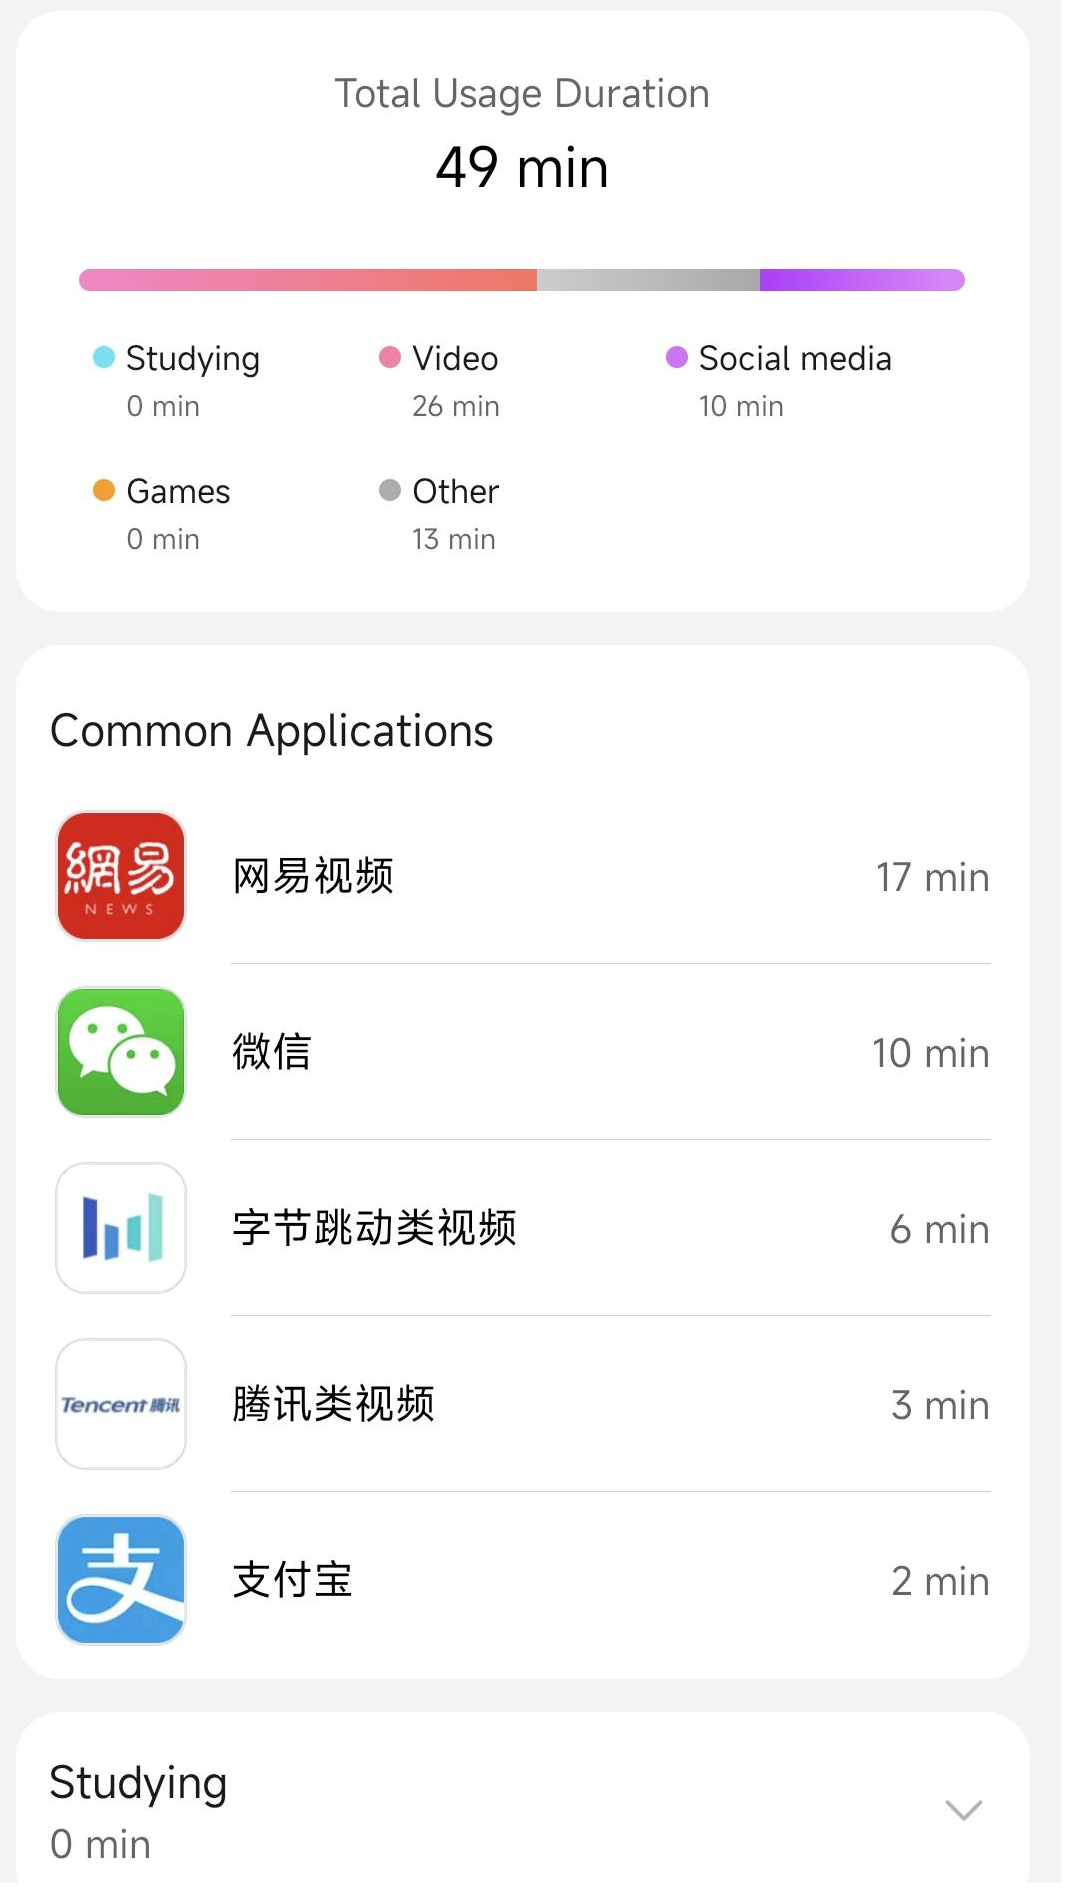 Total Usage Duration
49 min
Studying
0 min
Video
26 min
Social media
10 min
Games
0 min
Other
13 min
Common Applications
網易
NEWS
网易视频
17 min
微信
10 min
字节跳动类视频
6 min
Tencent 腾讯
腾讯类视频
3 min
支
支付宝
2 min
Studying
0 min